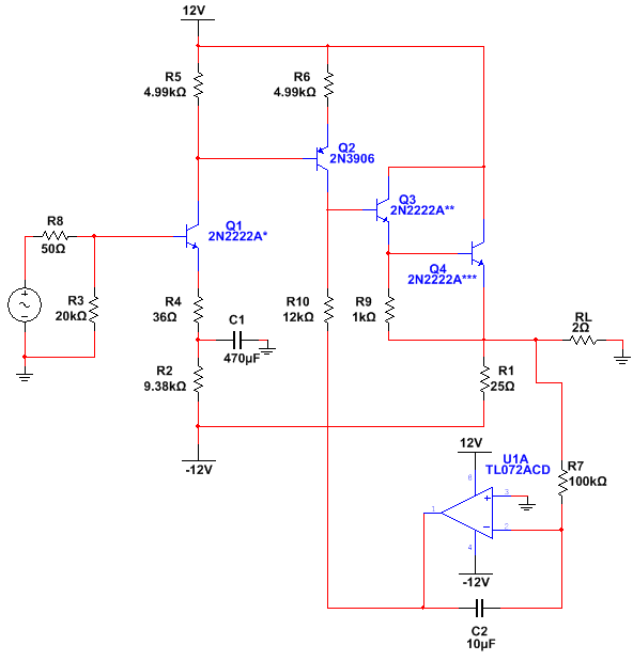 12V
R5
4.99kΩ
R6
4.99kΩ
Q2
2N3906
Q3
2N2222A**
R8
50Ω
Q1
2N2222A*
Q4
2N2222A***
R3
20kΩ
R4
36Ω
C1
470µF
R10
12kΩ
R9
1kΩ
RL
2Ω
R2
9.38kΩ
R1
25Ω
-12V
12V
U1A
TL072ACD
R7
100kΩ
8
3
1
2
4
-12V
C2
10µF